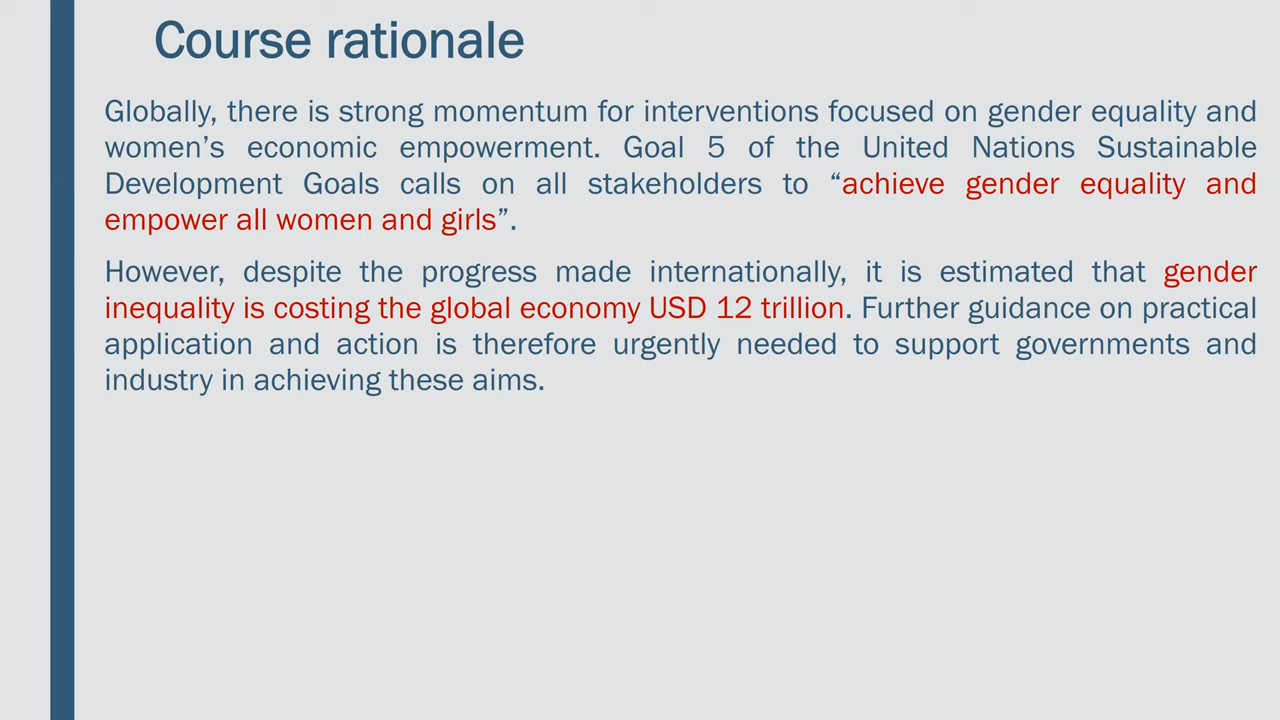 Course rationale
Globally, there is strong momentum for interventions focused on gender equality and
women’s economic empowerment. Goal 5 of the United Nations Sustainable
Development Goals calls on all stakeholders to “achieve gender equality and
empower all women and girls”.
However, despite the progress made internationally, it is estimated that gender
inequality is costing the global economy USD 12 trillion. Further guidance on practical
application and action is therefore urgently needed to support governments and
industry in achieving these aims.